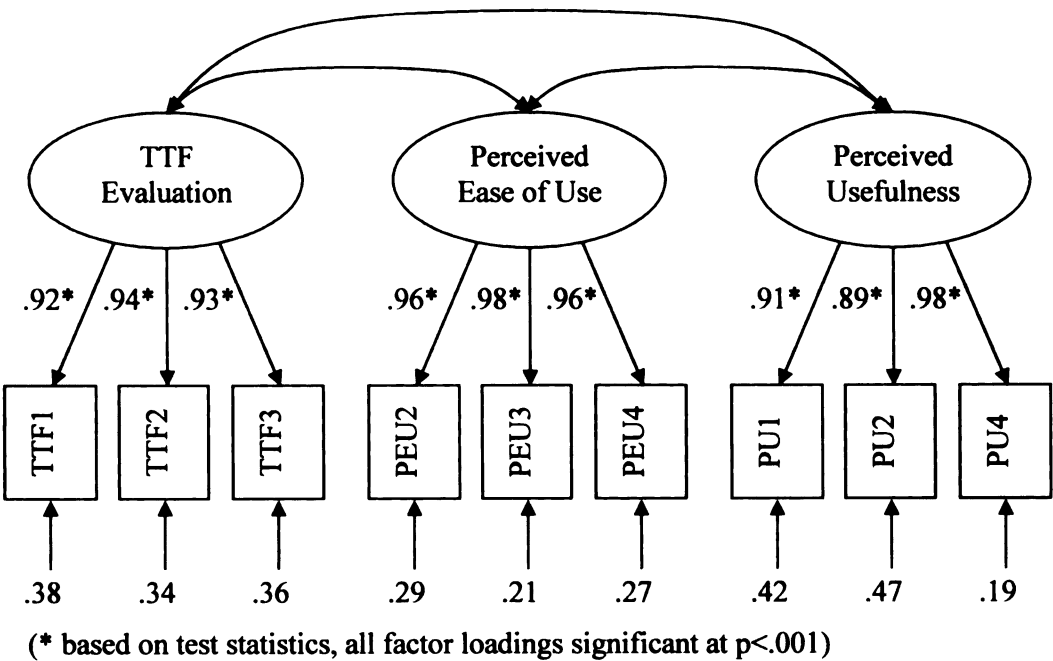 TTF
Evaluation
Perceived
Ease of Use
Perceived
Usefulness
.92* .94* .93* .96* .98* .96* .91* .89* .98*
TTF1 TTF2 TTF3 PEU2 PEU3 PEU4 PU1 PU2 PU4
.38 .34 .36 .29 .21 .27 .42 .47 .19
(* based on test statistics, all factor loadings significant at p<.001)